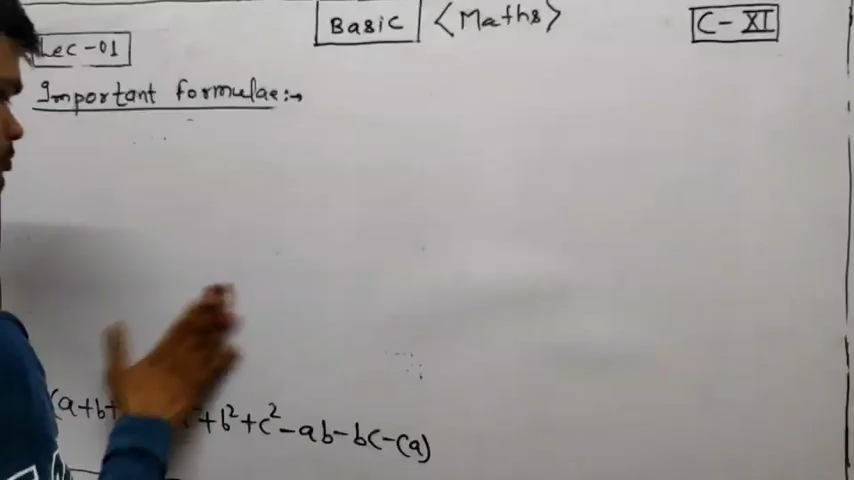 Basic <Maths>
C-XI
Lec-01
Important formulae:→
(a+b+ +b²+c²-ab-bc-ca)